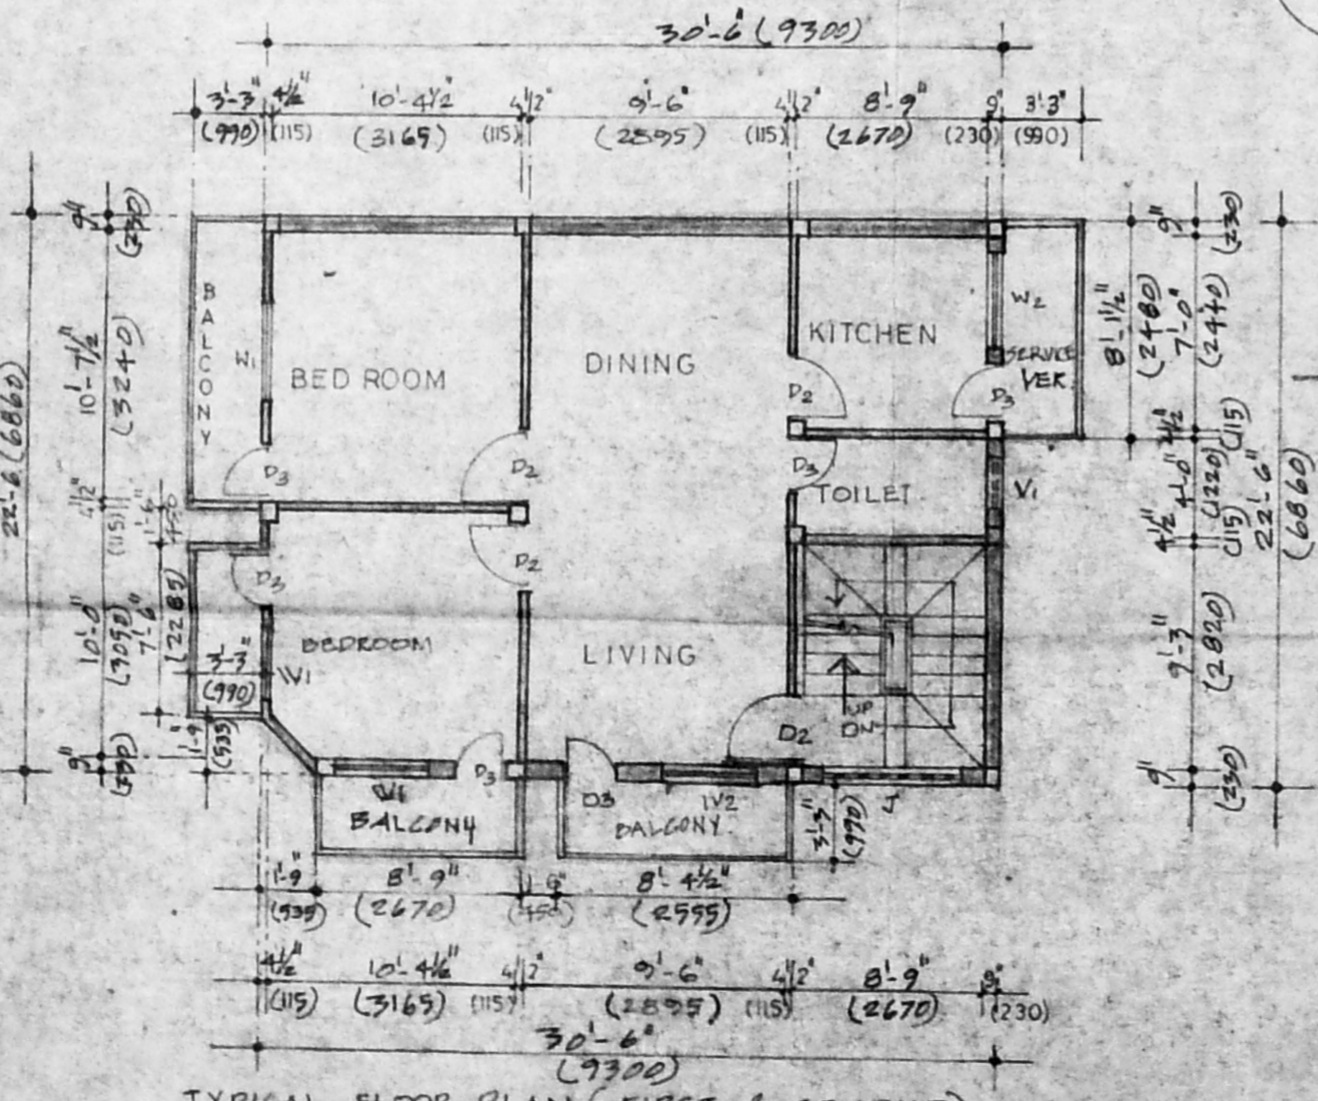 30'-6" (9300)
3'-3" 4½" 10'-4½" 4½" 9'-6" 4½" 8'-9" 9" 3'-3"
(990) (115) (3165) (115) (2895) (115) (2670) (230) (990)
9"
(230)
10'-7½"
(3240)
4½"
(115)
1'-6"
450
22'-6 (6860)
10'-0"
(3050)
7'-6"
(2285)
9"
(230)
1'-9"
(535)
3'-3"
(990)
BALCONY
W1
BED ROOM
D3
D2
DINING
KITCHEN
D2
W2
SERVICE
VER.
D3
D3
TOILET
V1
D2
D3
BEDROOM
W1
LIVING
UP
DN
D2
D3
W1
BALCONY
D3
W2
BALCONY
J
3'-3"
(990)
9"
(230)
8'-1½"
(2480)
7'-0"
(2440)
4½"
(115)
4'-0"
(1220)
4½"
(115)
22'-6"
(6860)
9'-3"
(2820)
9"
(230)
1'-9" 8'-9" 1'-6" 8'-4½"
(535) (2670) (450) (2555)
4½" 10'-4½" 4½" 9'-6" 4½" 8'-9" 9"
(115) (3165) (115) (2895) (115) (2670) (230)
30'-6"
(9300)
TYPICAL FLOOR PLAN (FIRST &